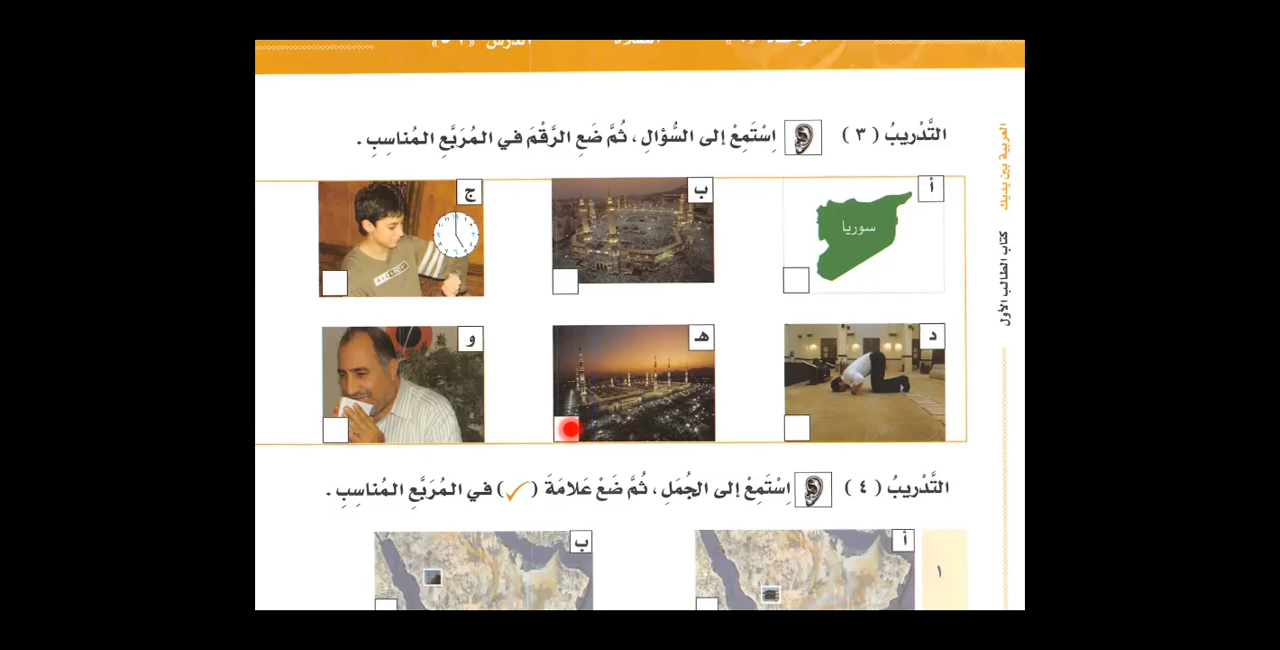 التَّدْرِيبُ ( ٣ ) اِسْتَمِعْ إلى السُّؤالِ ، ثُمَّ ضَعِ الرَّقْمَ في المُرَبَّعِ المُناسِبِ .
أ
سوريا
ب
ج
د
هـ
و
التَّدْرِيبُ ( ٤ ) اِسْتَمِعْ إلى الجُمَلِ ، ثُمَّ ضَعْ عَلامَةَ (✓) في المُرَبَّعِ المُناسِبِ .
١
أ
ب
العربية بين يديك
كتاب الطالب الأول